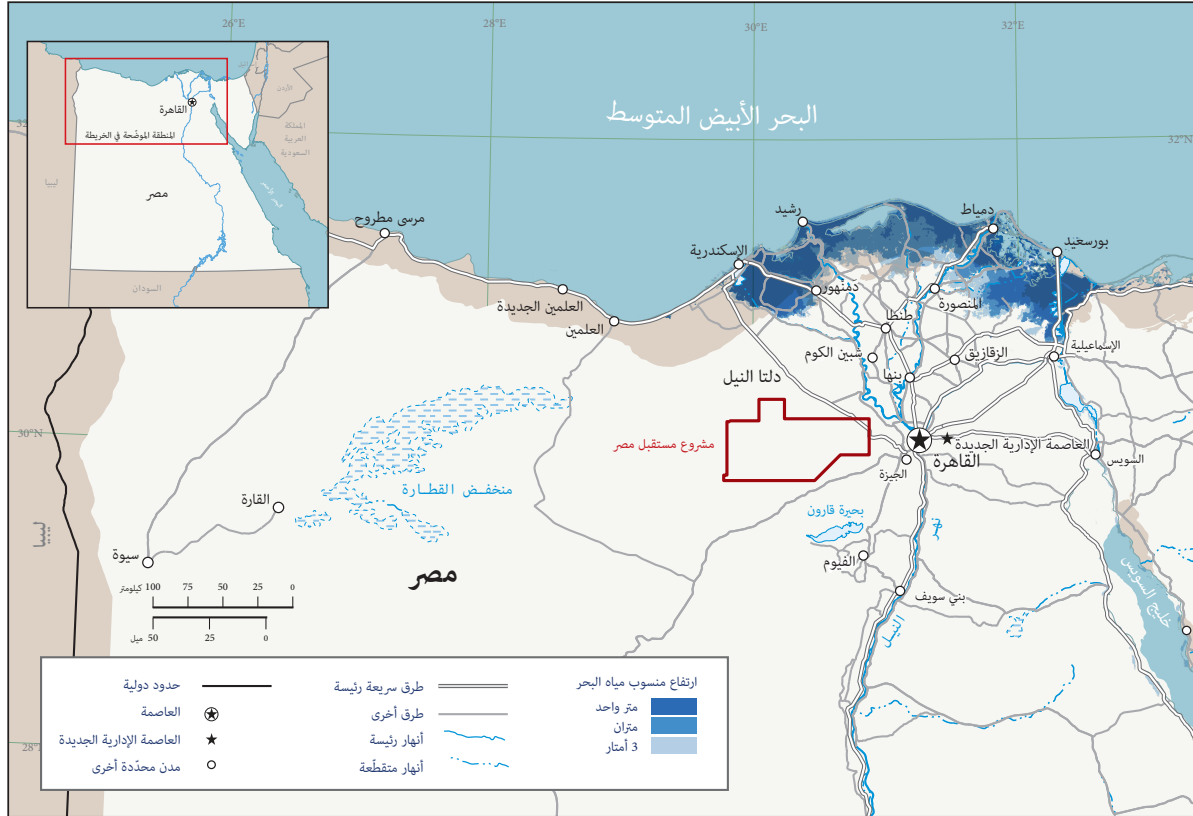 26°E
28°E
30°E
32°E
32°N
البحر الأبيض المتوسط
الأردن
القاهرة
المملكة
العربية
السعودية
المنطقة الموضّحة في الخريطة
ليبيا
مصر
البحر الأحمر
السودان
مرسى مطروح
رشيد
دمياط
بورسعيد
الإسكندرية
دمنهور
المنصورة
العلمين الجديدة
العلمين
طنطا
شبين الكوم
الزقازيق
الإسماعيلية
بنها
دلتا النيل
30°N
مشروع مستقبل مصر
العاصمة الإدارية الجديدة
القاهرة
الجيزة
السويس
منخفض القطارة
القارة
سيوة
ليبيا
بحيرة قارون
الفيوم
نهر
النيل
بني سويف
خليج السويس
مصر
كيلومتر 100 75 50 25 0
ميل 50 25 0
28°N
حدود دولية
العاصمة
العاصمة الإدارية الجديدة
مدن محدّدة أخرى
طرق سريعة رئيسة
طرق أخرى
أنهار رئيسة
أنهار متقطّعة
ارتفاع منسوب مياه البحر
متر واحد
متران
3 أمتار